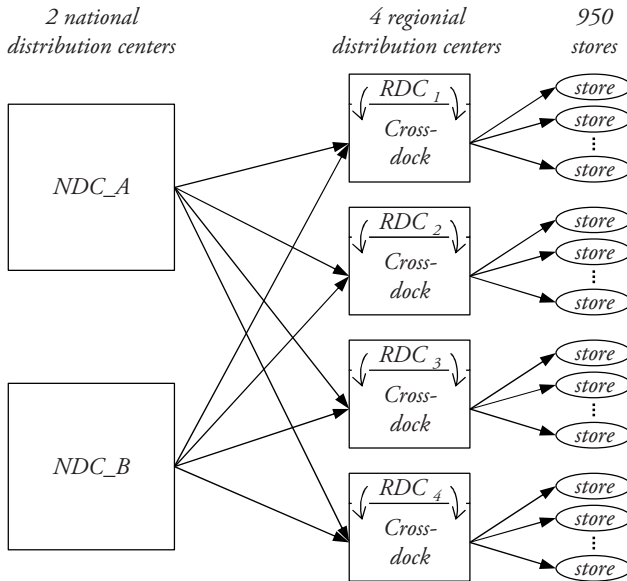 2 national
distribution centers
4 regionial
distribution centers
950
stores
NDC_A
NDC_B
RDC 1
Cross-
dock
store
store
...
store
RDC 2
Cross-
dock
store
store
...
store
RDC 3
Cross-
dock
store
store
...
store
RDC 4
Cross-
dock
store
store
...
store